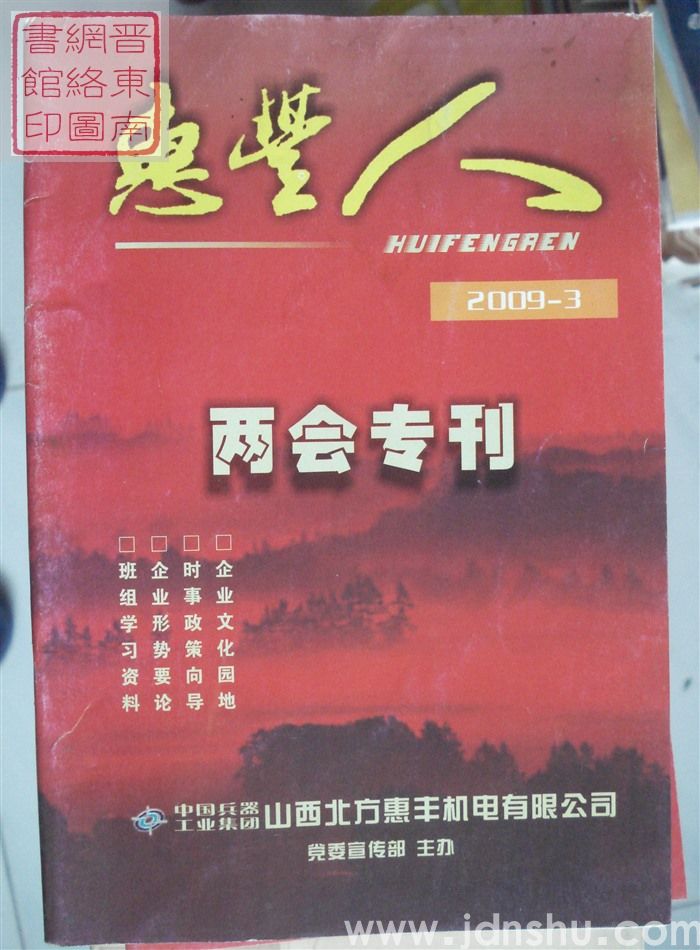 晋东南
網絡圖
書館印
惠豐人
HUIFENGREN
2009-3
两会专刊
□企业文化园地
□时事政策向导
□企业形势要论
□班组学习资料
中国兵器
工业集团 山西北方惠丰机电有限公司
党委宣传部 主办
www.jdnshu.com